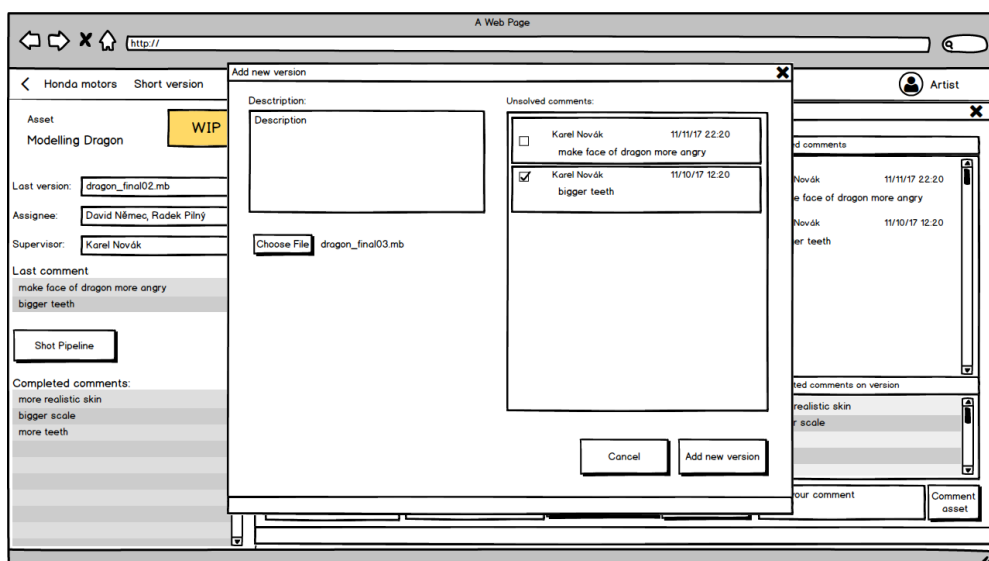 A Web Page
http://
Honda motors Short version
Artist
Asset
Modelling Dragon
WIP
Last version: dragon_final02.mb
Assignee: David Němec, Radek Pilný
Supervisor: Karel Novák
Last comment
make face of dragon more angry
bigger teeth
Shot Pipeline
Completed comments:
more realistic skin
bigger scale
more teeth
Add new version
Desctription:
Description
Choose File dragon_final03.mb
Unsolved comments:
Karel Novák 11/11/17 22:20
make face of dragon more angry
Karel Novák 11/10/17 12:20
bigger teeth
Cancel
Add new version
comments
Novák 11/11/17 22:20
face of dragon more angry
Novák 11/10/17 12:20
teeth
comments on version
realistic skin
scale
your comment
Comment
asset